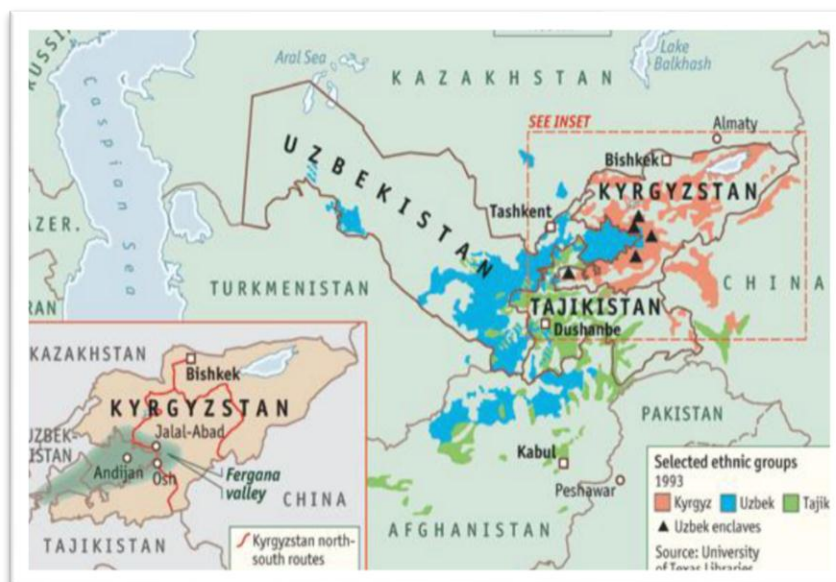 RUSSI
Aral Sea
Lake
Balkhash
KAZAKHSTAN
Caspian Sea
SEE INSET
Almaty
Bishkek
UZBEKISTAN
KYRGYZSTAN
Tashkent
AZER.
TURKMENISTAN
CHINA
TAJIKISTAN
Dushanbe
RAN
KAZAKHSTAN
Bishkek
KYRGYZSTAN
UZBEK-
ISTAN
Jalal-Abad
Andijan
Osh
Fergana
valley
CHINA
TAJIKISTAN
Kyrgyzstan north-
south routes
PAKISTAN
Kabul
Peshawar
AFGHANISTAN
Selected ethnic groups
1993
Kyrgyz Uzbek Tajik
Uzbek enclaves
Source: University
of Texas Libraries